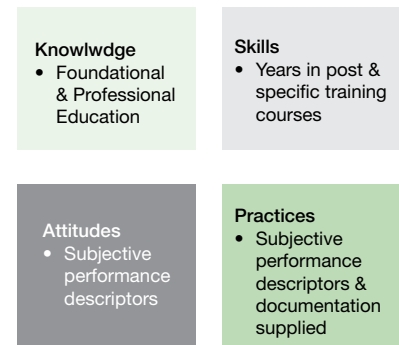 Knowlwdge
• Foundational
& Professional
Education
Skills
• Years in post &
specific training
courses
Attitudes
• Subjective
performance
descriptors
Practices
• Subjective
performance
descriptors &
documentation
supplied